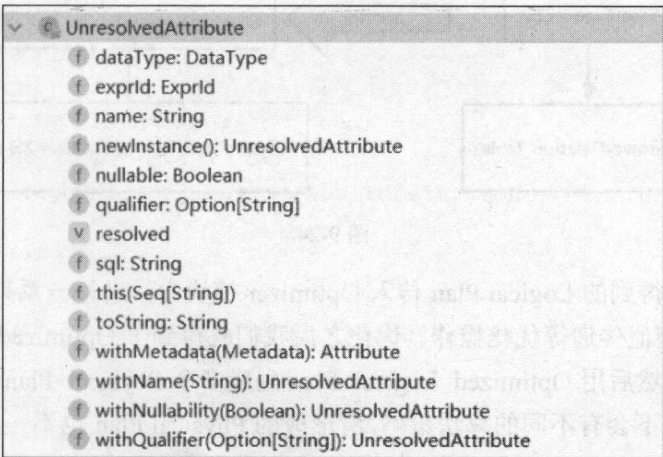 UnresolvedAttribute
dataType: DataType
exprId: ExprId
name: String
newInstance(): UnresolvedAttribute
nullable: Boolean
qualifier: Option[String]
resolved
sql: String
this(Seq[String])
toString: String
withMetadata(Metadata): Attribute
withName(String): UnresolvedAttribute
withNullability(Boolean): UnresolvedAttribute
withQualifier(Option[String]): UnresolvedAttribute